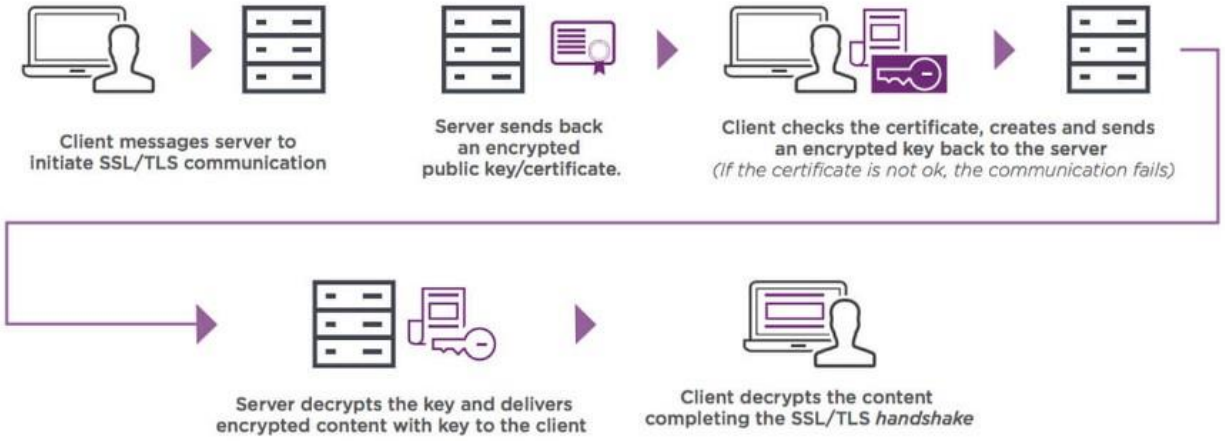 Client messages server to
initiate SSL/TLS communication
Server sends back
an encrypted
public key/certificate.
Client checks the certificate, creates and sends
an encrypted key back to the server
(If the certificate is not ok, the communication fails)
Server decrypts the key and delivers
encrypted content with key to the client
Client decrypts the content
completing the SSL/TLS handshake